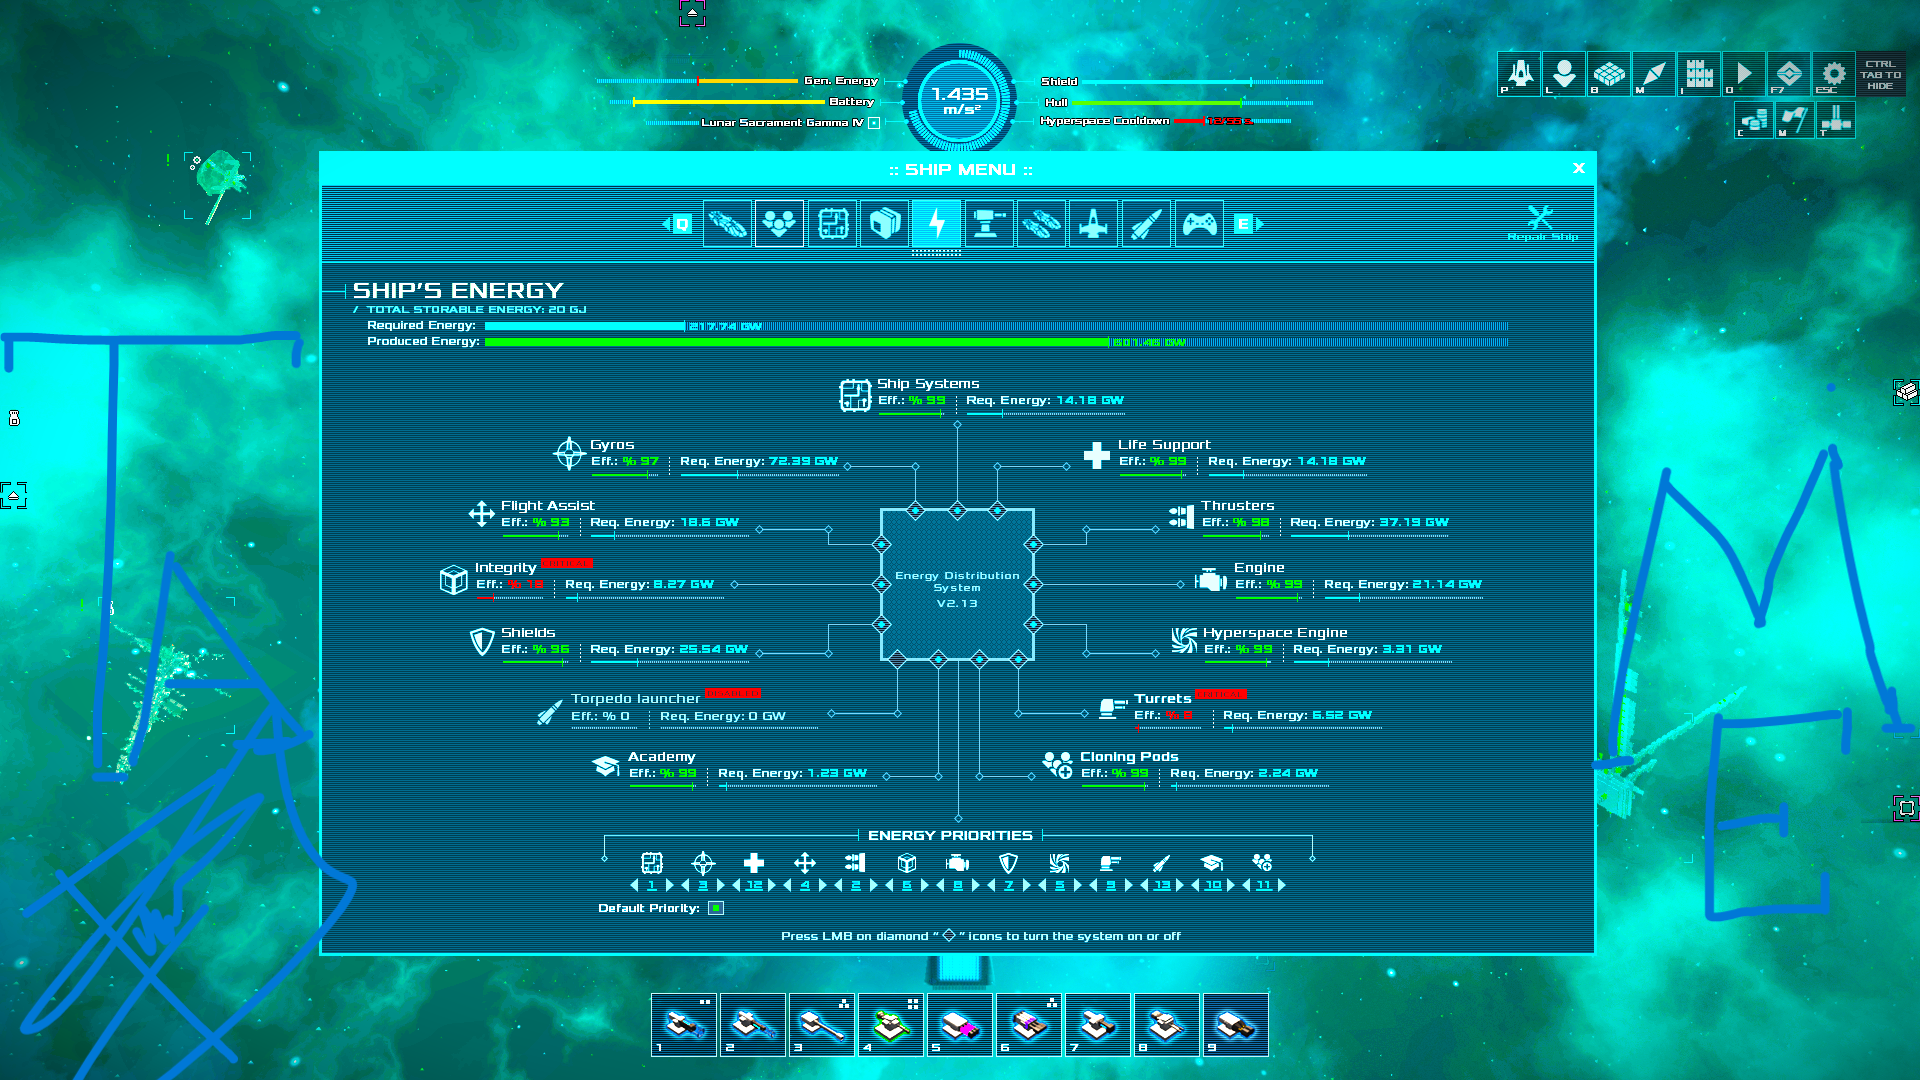 Gen. Energy
Battery
Lunar Sacrament Gamma IV
1.435
m/s²
Shield
Hull
Hyperspace Cooldown
P L B M I O F7 ESC
CTRL
TAB TO
HIDE
C M T
:: SHIP MENU ::
X
Q
E
Repair Ship
SHIP'S ENERGY
/ TOTAL STORABLE ENERGY: 20 GJ
Required Energy: 217.74 GW
Produced Energy:
Ship Systems
Eff.: % 99 Req. Energy: 14.18 GW
Gyros
Eff.: % 97 Req. Energy: 72.39 GW
Life Support
Eff.: % 99 Req. Energy: 14.18 GW
Flight Assist
Eff.: % 93 Req. Energy: 18.6 GW
Thrusters
Eff.: % 98 Req. Energy: 37.19 GW
Integrity CRITICAL
Eff.: Req. Energy: 8.27 GW
Engine
Eff.: % 99 Req. Energy: 21.14 GW
Energy Distribution
System
V2.13
Shields
Eff.: % 96 Req. Energy: 25.54 GW
Hyperspace Engine
Eff.: % 99 Req. Energy: 3.31 GW
Torpedo launcher DISABLED
Eff.: % 0 Req. Energy: 0 GW
Turrets CRITICAL
Eff.: Req. Energy: 6.52 GW
Academy
Eff.: % 99 Req. Energy: 1.23 GW
Cloning Pods
Eff.: % 99 Req. Energy: 2.24 GW
ENERGY PRIORITIES
1 3 12 4 2 6 8 7 5 9 13 10 11
Default Priority:
Press LMB on diamond " " icons to turn the system on or off
1 2 3 4 5 6 7 8 9
T
A
M
E